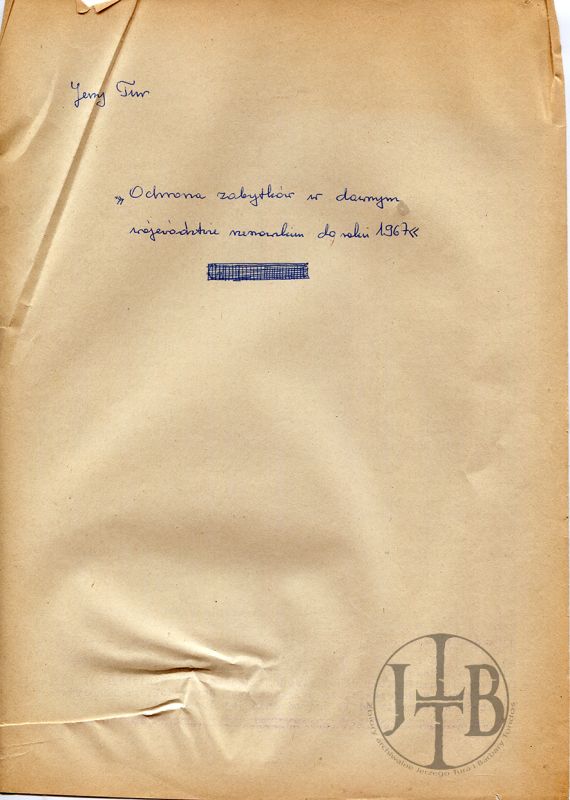 Jerzy Tur
„Ochrona zabytków w dawnym
województwie rzeszowskim do roku 1967«
JTB
Zbiory archiwalne Jerzego Tura i Barbary Tondos